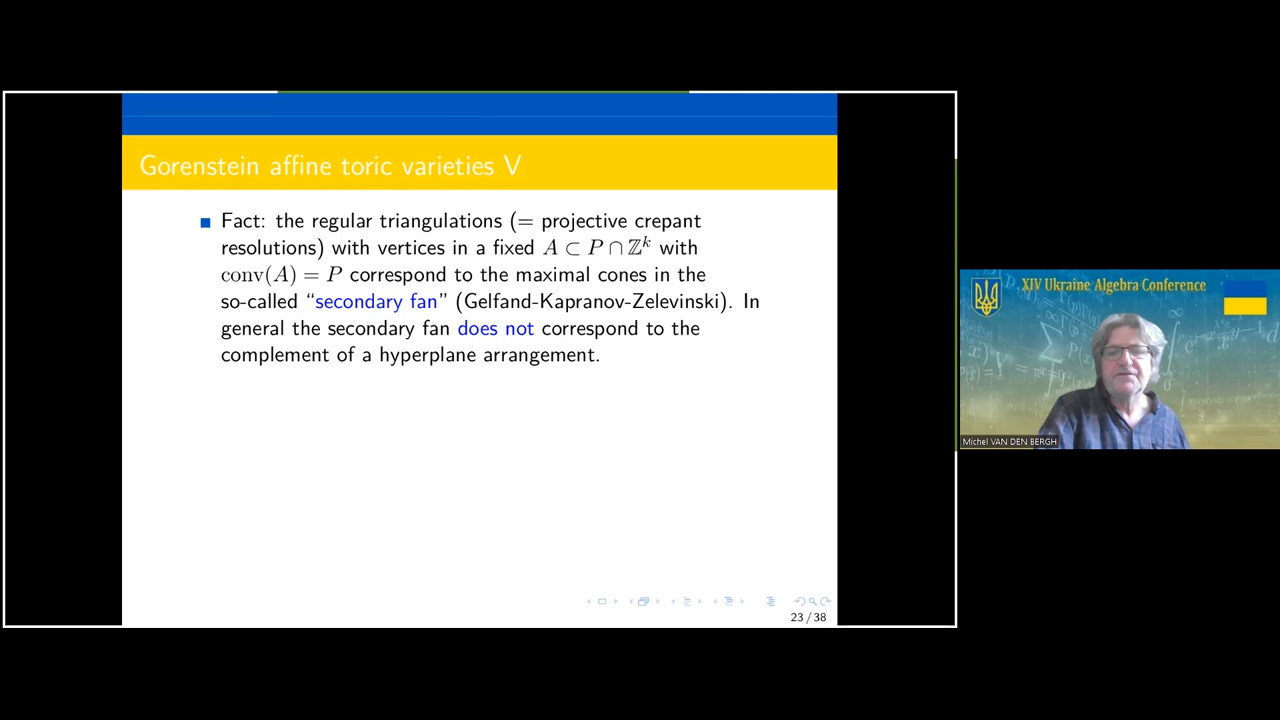 Gorenstein affine toric varieties V
Fact: the regular triangulations (= projective crepant
resolutions) with vertices in a fixed A ⊂ P ∩ ℤᵏ with
conv(A) = P correspond to the maximal cones in the
so-called “secondary fan” (Gelfand-Kapranov-Zelevinski). In
general the secondary fan does not correspond to the
complement of a hyperplane arrangement.
23 / 38
XIV Ukraine Algebra Conference
Michel VAN DEN BERGH